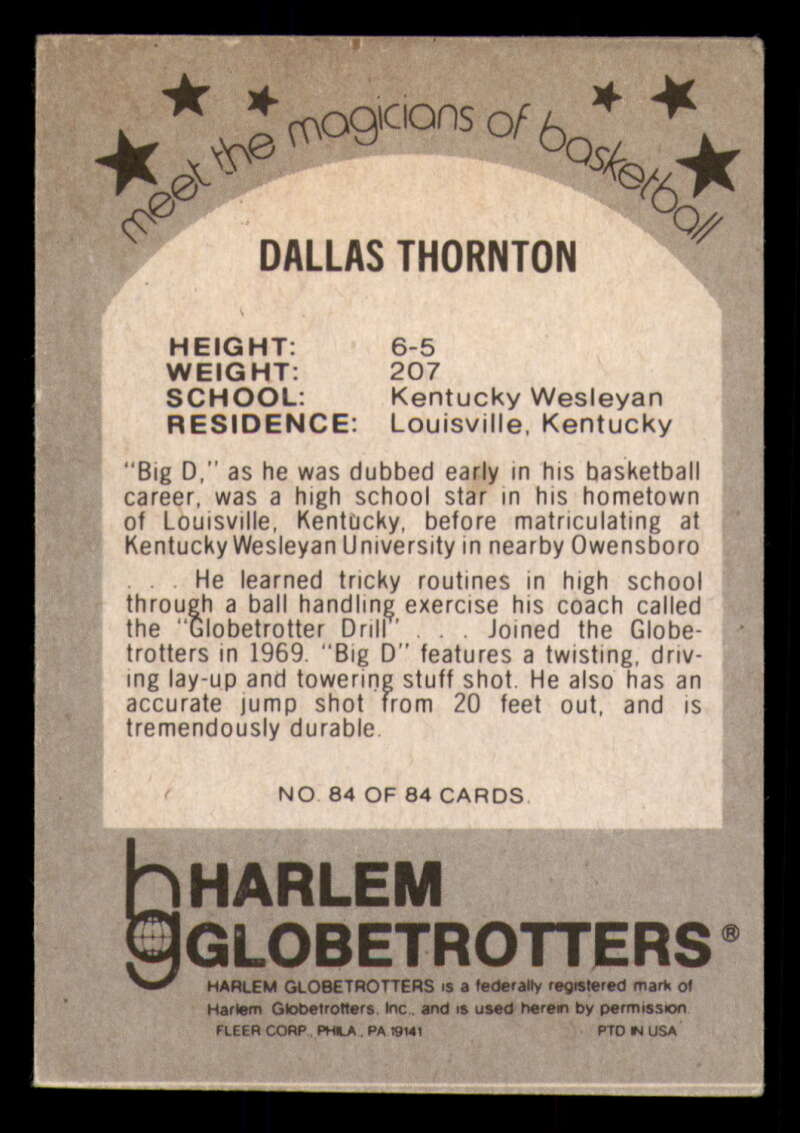 meet the magicians of basketball
DALLAS THORNTON
HEIGHT: 6-5
WEIGHT: 207
SCHOOL: Kentucky Wesleyan
RESIDENCE: Louisville, Kentucky
"Big D," as he was dubbed early in his basketball
career, was a high school star in his hometown
of Louisville, Kentucky, before matriculating at
Kentucky Wesleyan University in nearby Owensboro
. . . He learned tricky routines in high school
through a ball handling exercise his coach called
the "Globetrotter Drill" . . . Joined the Globe-
trotters in 1969. "Big D" features a twisting, driv-
ing lay-up and towering stuff shot. He also has an
accurate jump shot from 20 feet out, and is
tremendously durable.
NO. 84 OF 84 CARDS.
hg HARLEM
GLOBETROTTERS ®
HARLEM GLOBETROTTERS is a federally registered mark of
Harlem Globetrotters, Inc., and is used herein by permission.
FLEER CORP., PHILA., PA 19141 PTD IN USA